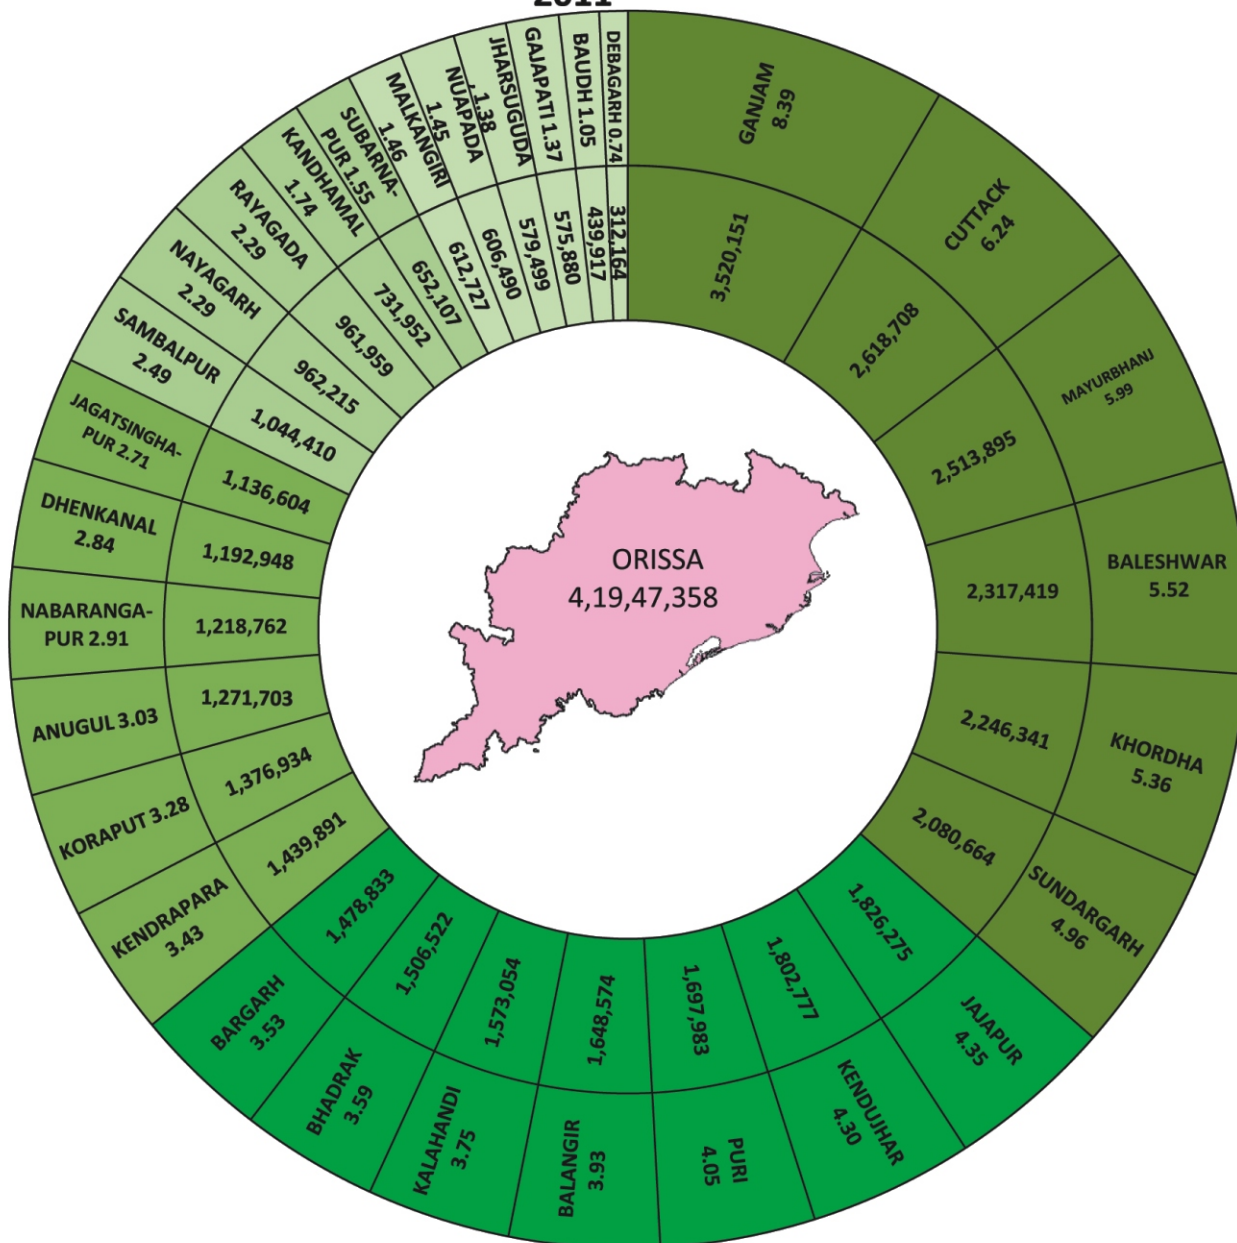 2011
GANJAM
8.39
3,520,151
CUTTACK
6.24
2,618,708
MAYURBHANJ
5.99
2,513,895
BALESHWAR
5.52
2,317,419
KHORDHA
5.36
2,246,341
SUNDARGARH
4.96
2,080,664
JAJAPUR
4.35
1,826,275
KENDUJHAR
4.30
1,802,777
PURI
4.05
1,697,983
BALANGIR
3.93
1,648,574
KALAHANDI
3.75
1,573,054
BHADRAK
3.59
1,506,522
BARGARH
3.53
1,478,833
KENDRAPARA
3.43
1,439,891
KORAPUT 3.28
1,376,934
ANUGUL 3.03
1,271,703
NABARANGA-
PUR 2.91
1,218,762
DHENKANAL
2.84
1,192,948
JAGATSINGHA-
PUR 2.71
1,136,604
SAMBALPUR
2.49
1,044,410
NAYAGARH
2.29
962,215
RAYAGADA
2.29
961,959
KANDHAMAL
1.74
731,952
SUBARNA-
PUR 1.55
652,107
MALKANGIRI
1.46
612,727
NUAPADA
1.45
606,490
JHARSUGUDA
, 1.38
579,499
GAJAPATI 1.37
575,880
BAUDH 1.05
439,917
DEBAGARH 0.74
312,164
ORISSA
4,19,47,358